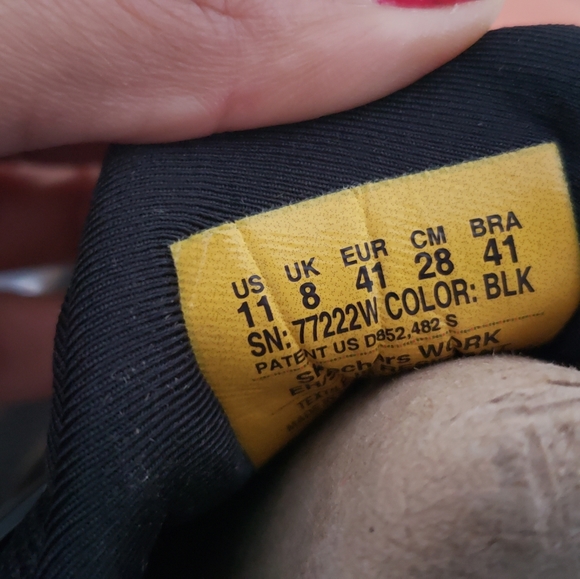 US UK EUR CM BRA
11 8 41 28 41
SN: 77222W COLOR: BLK
PATENT US D652,482 S
Skechers WORK